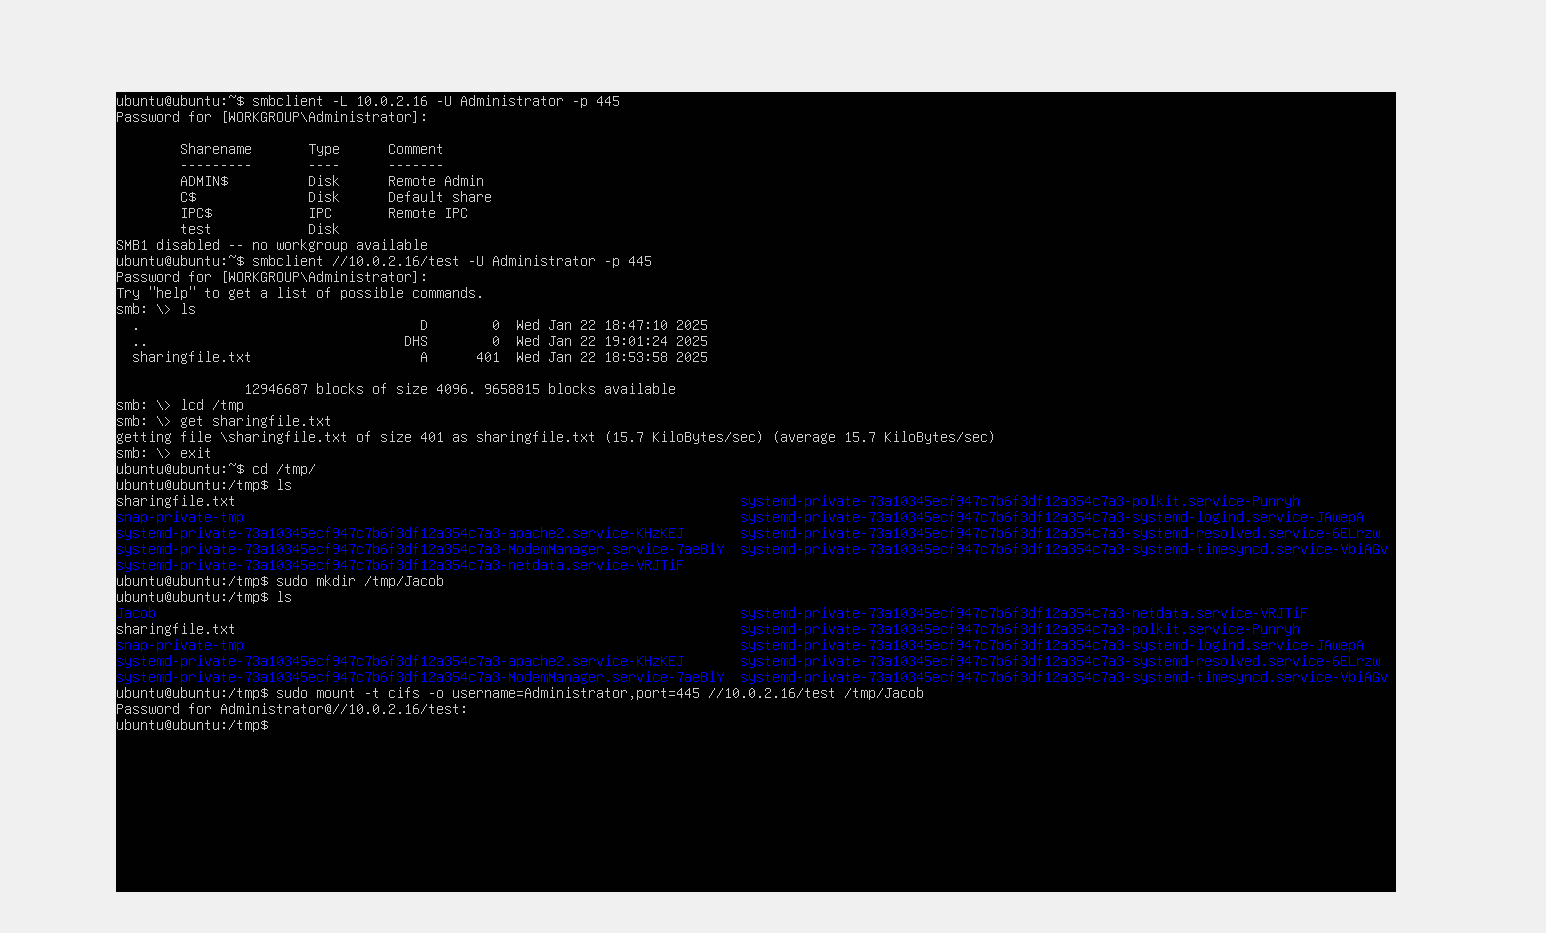 ubuntu@ubuntu:~$ smbclient -L 10.0.2.16 -U Administrator -p 445
Password for [WORKGROUP\Administrator]:
Sharename Type Comment
--------- ---- -------
ADMIN$ Disk Remote Admin
C$ Disk Default share
IPC$ IPC Remote IPC
test Disk
SMB1 disabled -- no workgroup available
ubuntu@ubuntu:~$ smbclient //10.0.2.16/test -U Administrator -p 445
Password for [WORKGROUP\Administrator]:
Try "help" to get a list of possible commands.
smb: \> ls
. D 0 Wed Jan 22 18:47:10 2025
.. DHS 0 Wed Jan 22 19:01:24 2025
sharingfile.txt A 401 Wed Jan 22 18:53:58 2025
12946687 blocks of size 4096. 9658815 blocks available
smb: \> lcd /tmp
smb: \> get sharingfile.txt
getting file \sharingfile.txt of size 401 as sharingfile.txt (15.7 KiloBytes/sec) (average 15.7 KiloBytes/sec)
smb: \> exit
ubuntu@ubuntu:~$ cd /tmp/
ubuntu@ubuntu:/tmp$ ls
sharingfile.txt systemd-private-73a10345ecf947c7b6f3df12a354c7a3-polkit.service-Punryh
snap-private-tmp systemd-private-73a10345ecf947c7b6f3df12a354c7a3-systemd-logind.service-JAwepA
systemd-private-73a10345ecf947c7b6f3df12a354c7a3-apache2.service-KHzKEJ systemd-private-73a10345ecf947c7b6f3df12a354c7a3-systemd-resolved.service-6ELrzw
systemd-private-73a10345ecf947c7b6f3df12a354c7a3-ModemManager.service-7aeBlY systemd-private-73a10345ecf947c7b6f3df12a354c7a3-systemd-timesyncd.service-VblAGv
systemd-private-73a10345ecf947c7b6f3df12a354c7a3-netdata.service-VRJTlF
ubuntu@ubuntu:/tmp$ sudo mkdir /tmp/Jacob
ubuntu@ubuntu:/tmp$ ls
Jacob systemd-private-73a10345ecf947c7b6f3df12a354c7a3-netdata.service-VRJTlF
sharingfile.txt systemd-private-73a10345ecf947c7b6f3df12a354c7a3-polkit.service-Punryh
snap-private-tmp systemd-private-73a10345ecf947c7b6f3df12a354c7a3-systemd-logind.service-JAwepA
systemd-private-73a10345ecf947c7b6f3df12a354c7a3-apache2.service-KHzKEJ systemd-private-73a10345ecf947c7b6f3df12a354c7a3-systemd-resolved.service-6ELrzw
systemd-private-73a10345ecf947c7b6f3df12a354c7a3-ModemManager.service-7aeBlY systemd-private-73a10345ecf947c7b6f3df12a354c7a3-systemd-timesyncd.service-VblAGv
ubuntu@ubuntu:/tmp$ sudo mount -t cifs -o username=Administrator,port=445 //10.0.2.16/test /tmp/Jacob
Password for Administrator@//10.0.2.16/test:
ubuntu@ubuntu:/tmp$